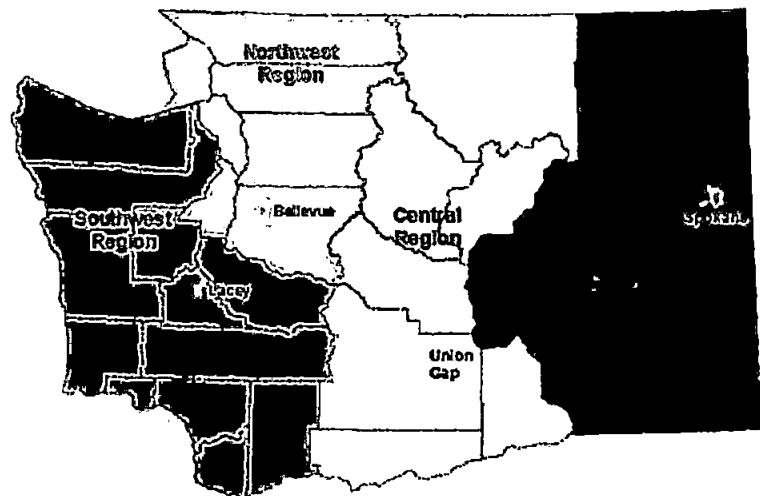 Northwest
Region
Bellevue
Central
Region
Southwest
Region
Lacey
Spokane
Union
Gap